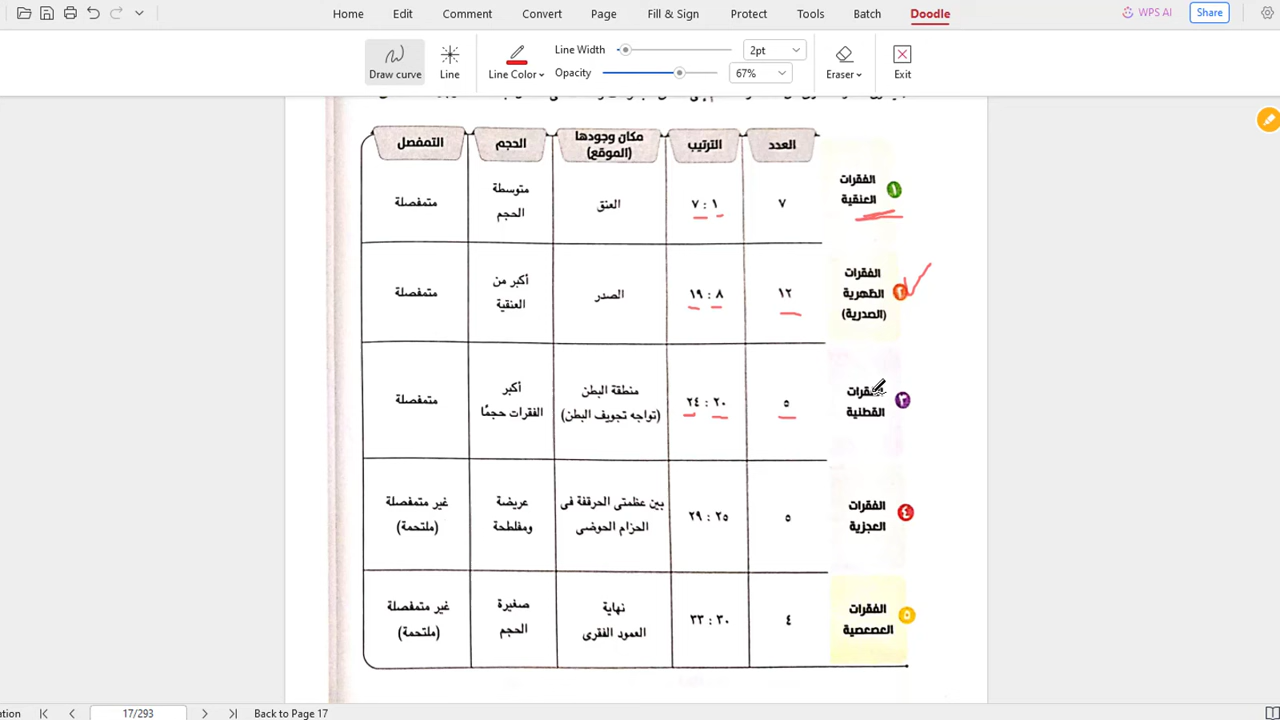 Home Edit Comment Convert Page Fill & Sign Protect Tools Batch Doodle WPS AI Share
Draw curve Line Line Color Line Width 2pt Opacity 67% Eraser Exit
العدد الترتيب مكان وجودها (الموقع) الحجم التمفصل
١ الفقرات العنقية ٧ ١ : ٧ العنق متوسطة الحجم متمفصلة
٢ الفقرات الظهرية (الصدرية) ١٢ ٨ : ١٩ الصدر أكبر من العنقية متمفصلة
٣ الفقرات القطنية ٥ ٢٠ : ٢٤ منطقة البطن (تواجه تجويف البطن) أكبر الفقرات حجمًا متمفصلة
٤ الفقرات العجزية ٥ ٢٥ : ٢٩ بين عظمتى الحرقفة فى الحزام الحوضى عريضة ومفلطحة غير متمفصلة (ملتحمة)
٥ الفقرات العصعصية ٤ ٣٠ : ٣٣ نهاية العمود الفقرى صغيرة الحجم غير متمفصلة (ملتحمة)
17/293 Back to Page 17